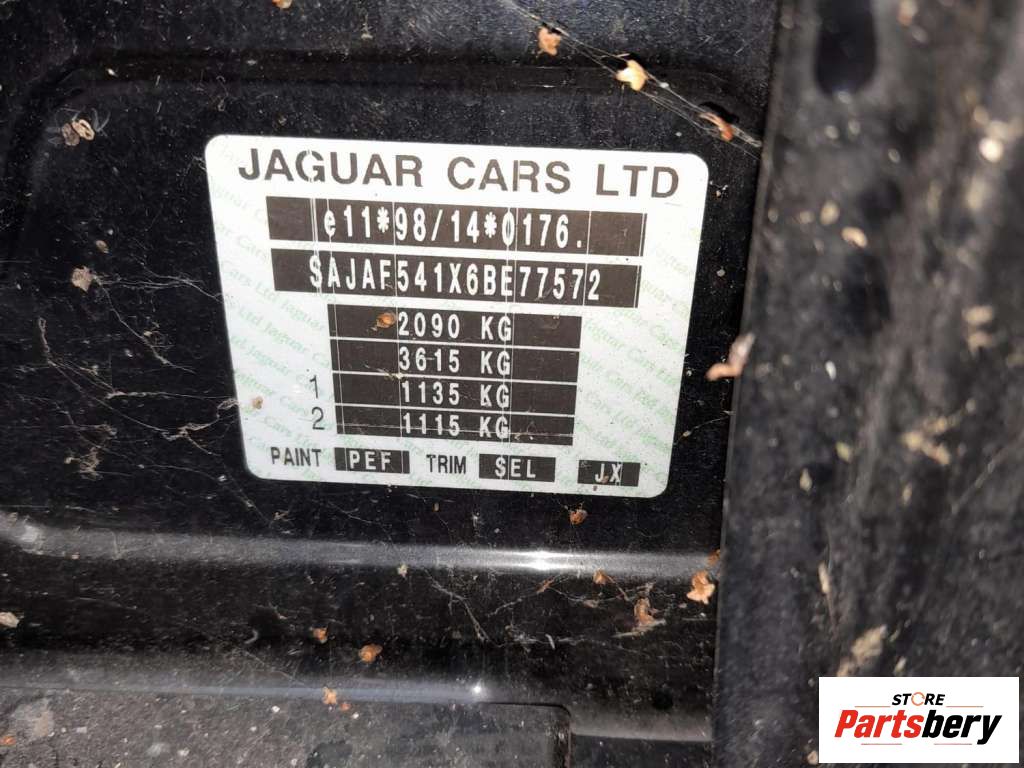 JAGUAR CARS LTD
e11*98/14*0176.
SAJAF541X6BE77572
2090 KG
3615 KG
1 1135 KG
2 1115 KG
PAINT PEF TRIM SEL JX
STORE
Partsbery